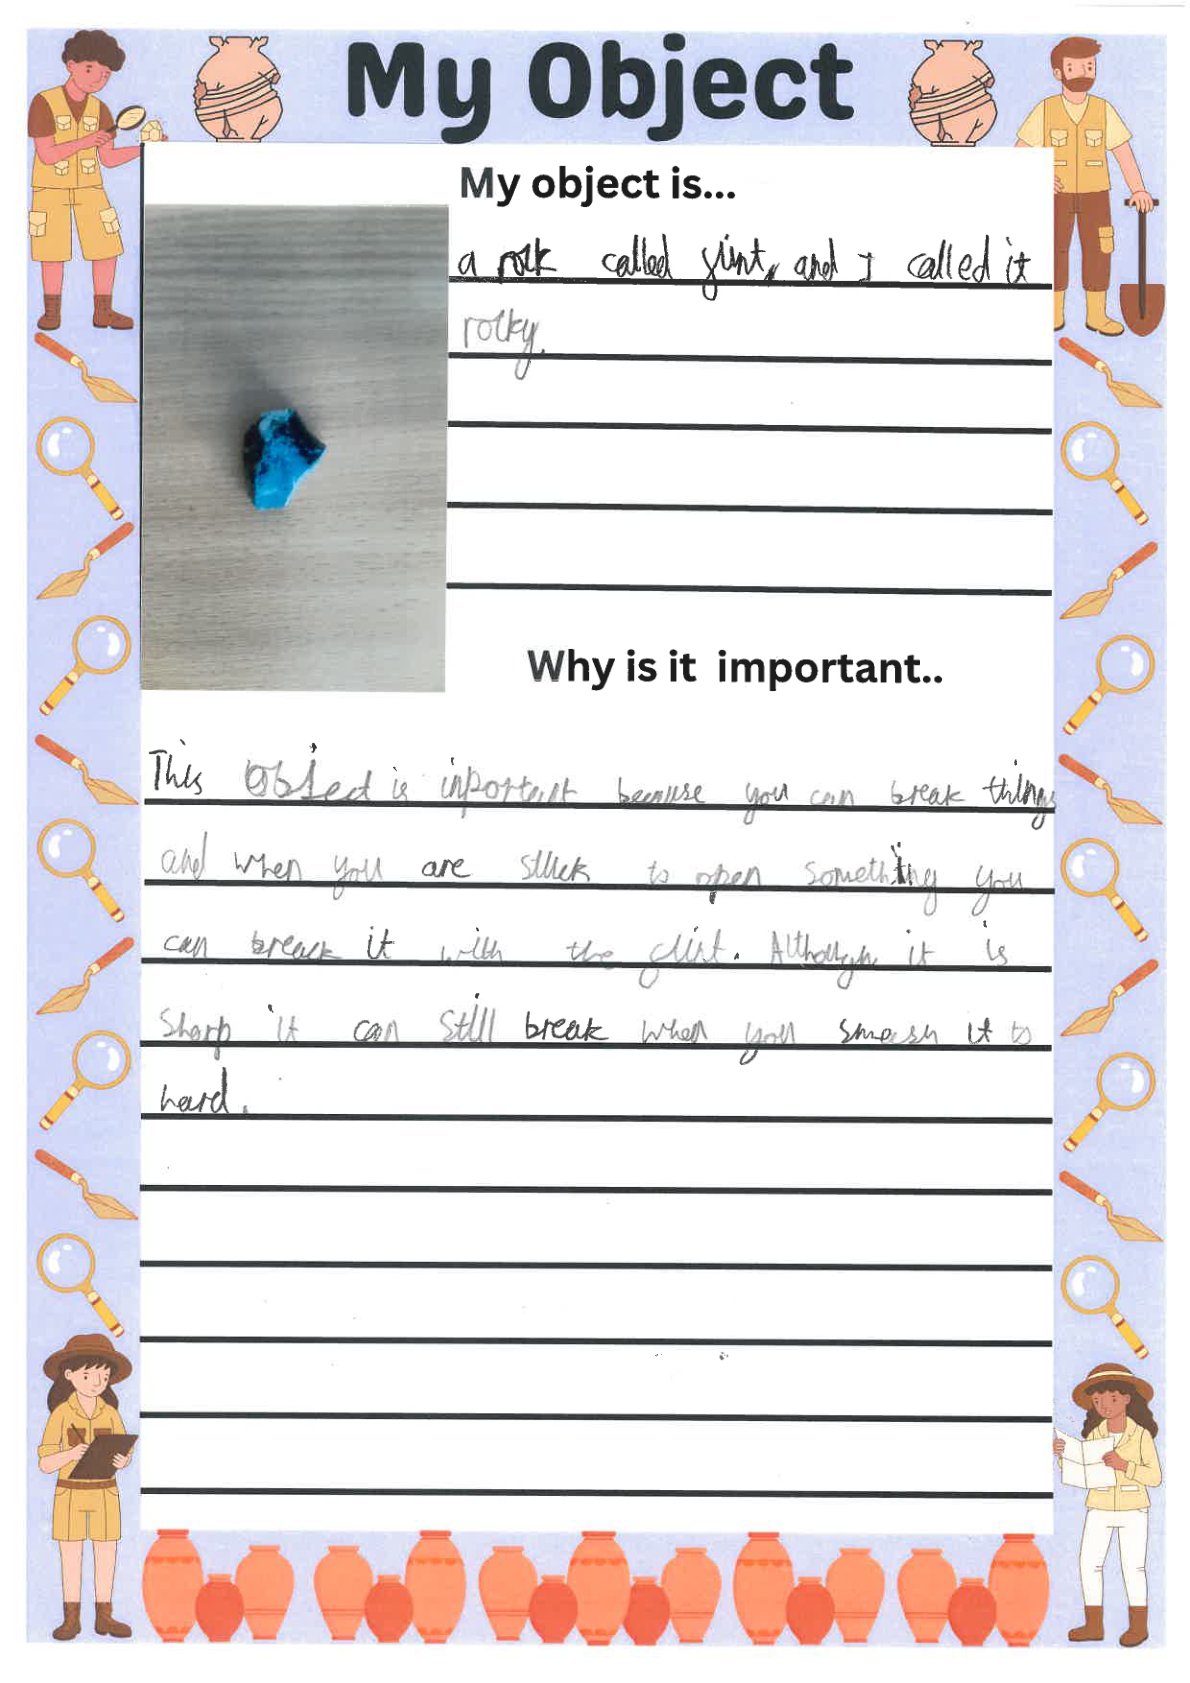 My Object
My object is...
a rock called flint, and I called it
rolky.
Why is it important..
This object is inportant because you can break things
and when you are stuck to open something you
can break it with the flint. Although it is
sharp it can still break when you smash it to
hard.